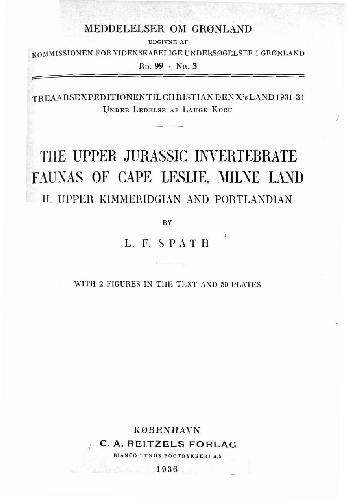 MEDDELELSER OM GRØNLAND
UDGIVNE AF
KOMMISSIONEN FOR VIDENSKABELIGE UNDERSØGELSER I GRØNLAND
BD. 99 · NR. 3
TREAARSEXPEDITIONEN TIL CHRISTIAN DEN X's LAND 1931-34
UNDER LEDELSE AF LAUGE KOCH
THE UPPER JURASSIC INVERTEBRATE
FAUNAS OF CAPE LESLIE, MILNE LAND
II. UPPER KIMMERIDGIAN AND PORTLANDIAN
BY
L. F. SPATH
WITH 2 FIGURES IN THE TEXT AND 50 PLATES
KØBENHAVN
C. A. REITZELS FORLAG
BIANCO LUNOS BOGTRYKKERI A/S
1936